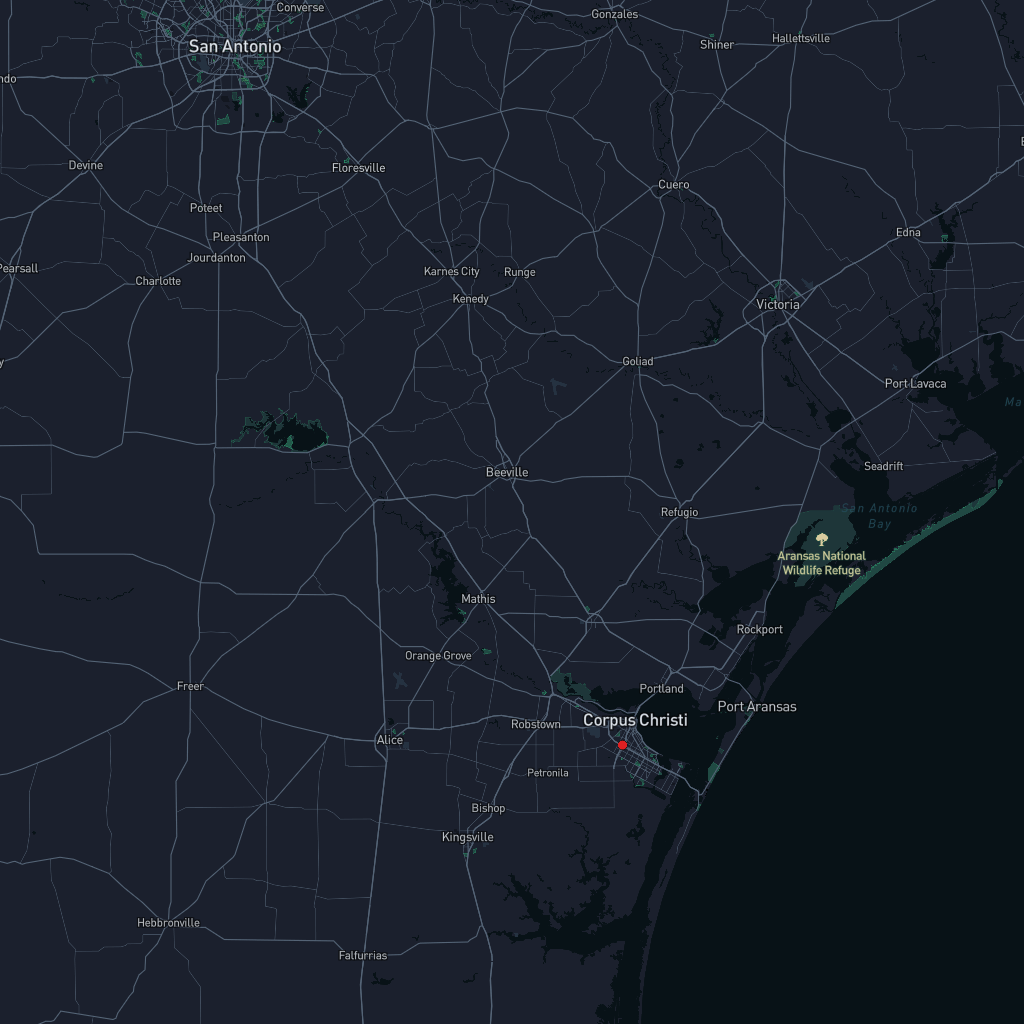 Converse
Gonzales
San Antonio
Shiner
Hallettsville
ndo
Devine
Floresville
Cuero
Poteet
Pleasanton
Edna
Jourdanton
Pearsall
Charlotte
Karnes City
Runge
Kenedy
Victoria
Goliad
y
Port Lavaca
Ma
Beeville
Seadrift
Refugio
San Antonio
Bay
Aransas National
Wildlife Refuge
Mathis
Rockport
Orange Grove
Freer
Portland
Port Aransas
Robstown
Corpus Christi
Alice
Petronila
Bishop
Kingsville
Hebbronville
Falfurrias